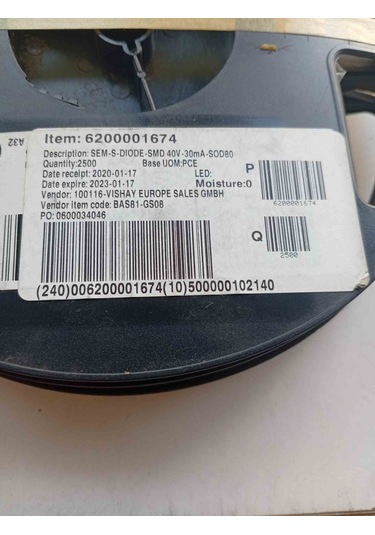 Item: 6200001674
Description: SEM-S-DIODE-SMD 40V-30mA-SOD80
Quantity:2500 Base UOM:PCE
Date receipt: 2020-01-17 LED:
Date expire: 2023-01-17 Moisture:0
Vendor: 100116-VISHAY EUROPE SALES GMBH
Vendor item code: BAS81-GS08
PO: 0600034046
P
6200001674
Q
2500
(240)006200001674(10)500000102140
A32